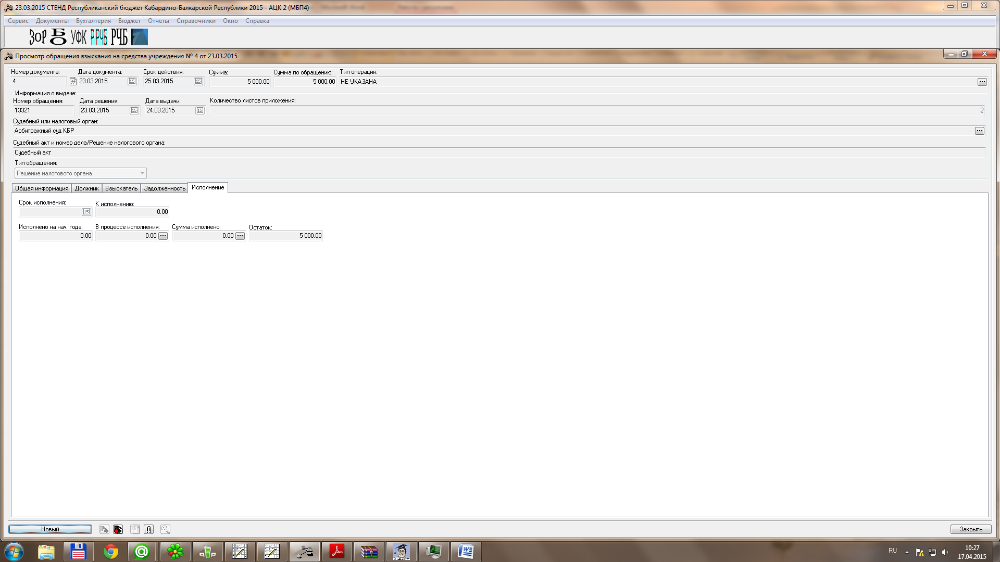 23.03.2015 СТЕНД Республиканский бюджет Кабардино-Балкарской Республики 2015 - АЦК 2 (МБП4)
Сервис Документы Бухгалтерия Бюджет Отчеты Справочники Окно Справка
ЗОР БО УФК РРЧБ РЧБ
Просмотр обращения взыскания на средства учреждения № 4 от 23.03.2015
Номер документа: Дата документа: Срок действия: Сумма: Сумма по обращению: Тип операции:
4 23.03.2015 15 25.03.2015 15 5 000.00 5 000.00 НЕ УКАЗАНА ...
Информация о выдаче:
Номер обращения: Дата решения: Дата выдачи: Количество листов приложения:
13321 23.03.2015 15 24.03.2015 15 2
Судебный или налоговый орган:
Арбитражный суд КБР ...
Судебный акт и номер дела/Решение налогового органа:
Судебный акт
Тип обращения:
Решение налогового органа
Общая информация Должник Взыскатель Задолженность Исполнение
Срок исполнения: К исполнению:
15 0.00
Исполнено на нач. года: В процессе исполнения: Сумма исполнено: Остаток:
0.00 0.00 ... 0.00 ... 5 000.00
Новый Закрыть
RU 10:27
17.04.2015